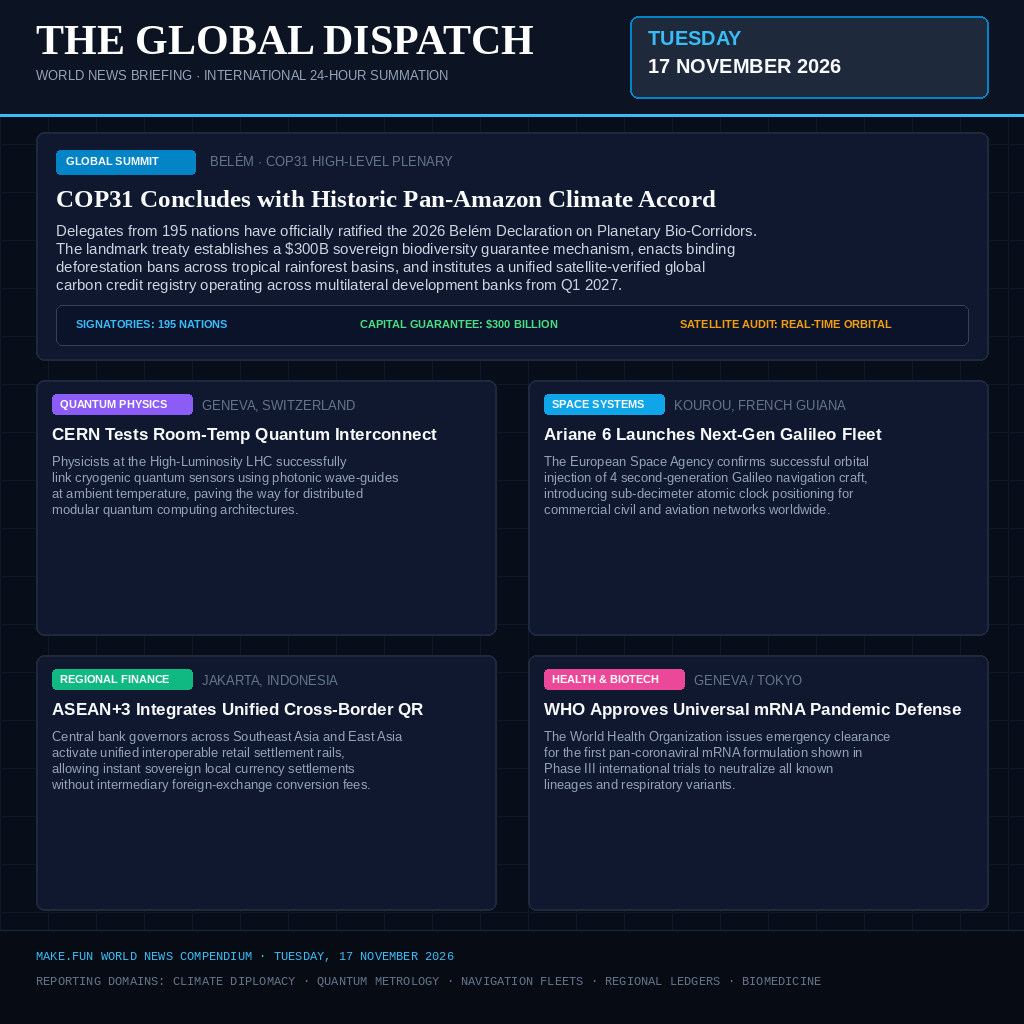 THE GLOBAL DISPATCH
WORLD NEWS BRIEFING · INTERNATIONAL 24-HOUR SUMMATION
TUESDAY
17 NOVEMBER 2026
GLOBAL SUMMIT
BELÉM · COP31 HIGH-LEVEL PLENARY
COP31 Concludes with Historic Pan-Amazon Climate Accord
Delegates from 195 nations have officially ratified the 2026 Belém Declaration on Planetary Bio-Corridors.
The landmark treaty establishes a $300B sovereign biodiversity guarantee mechanism, enacts binding
deforestation bans across tropical rainforest basins, and institutes a unified satellite-verified global
carbon credit registry operating across multilateral development banks from Q1 2027.
SIGNATORIES: 195 NATIONS
CAPITAL GUARANTEE: $300 BILLION
SATELLITE AUDIT: REAL-TIME ORBITAL
QUANTUM PHYSICS
GENEVA, SWITZERLAND
CERN Tests Room-Temp Quantum Interconnect
Physicists at the High-Luminosity LHC successfully
link cryogenic quantum sensors using photonic wave-guides
at ambient temperature, paving the way for distributed
modular quantum computing architectures.
SPACE SYSTEMS
KOUROU, FRENCH GUIANA
Ariane 6 Launches Next-Gen Galileo Fleet
The European Space Agency confirms successful orbital
injection of 4 second-generation Galileo navigation craft,
introducing sub-decimeter atomic clock positioning for
commercial civil and aviation networks worldwide.
REGIONAL FINANCE
JAKARTA, INDONESIA
ASEAN+3 Integrates Unified Cross-Border QR
Central bank governors across Southeast Asia and East Asia
activate unified interoperable retail settlement rails,
allowing instant sovereign local currency settlements
without intermediary foreign-exchange conversion fees.
HEALTH & BIOTECH
GENEVA / TOKYO
WHO Approves Universal mRNA Pandemic Defense
The World Health Organization issues emergency clearance
for the first pan-coronaviral mRNA formulation shown in
Phase III international trials to neutralize all known
lineages and respiratory variants.
MAKE.FUN WORLD NEWS COMPENDIUM · TUESDAY, 17 NOVEMBER 2026
REPORTING DOMAINS: CLIMATE DIPLOMACY · QUANTUM METROLOGY · NAVIGATION FLEETS · REGIONAL LEDGERS · BIOMEDICINE